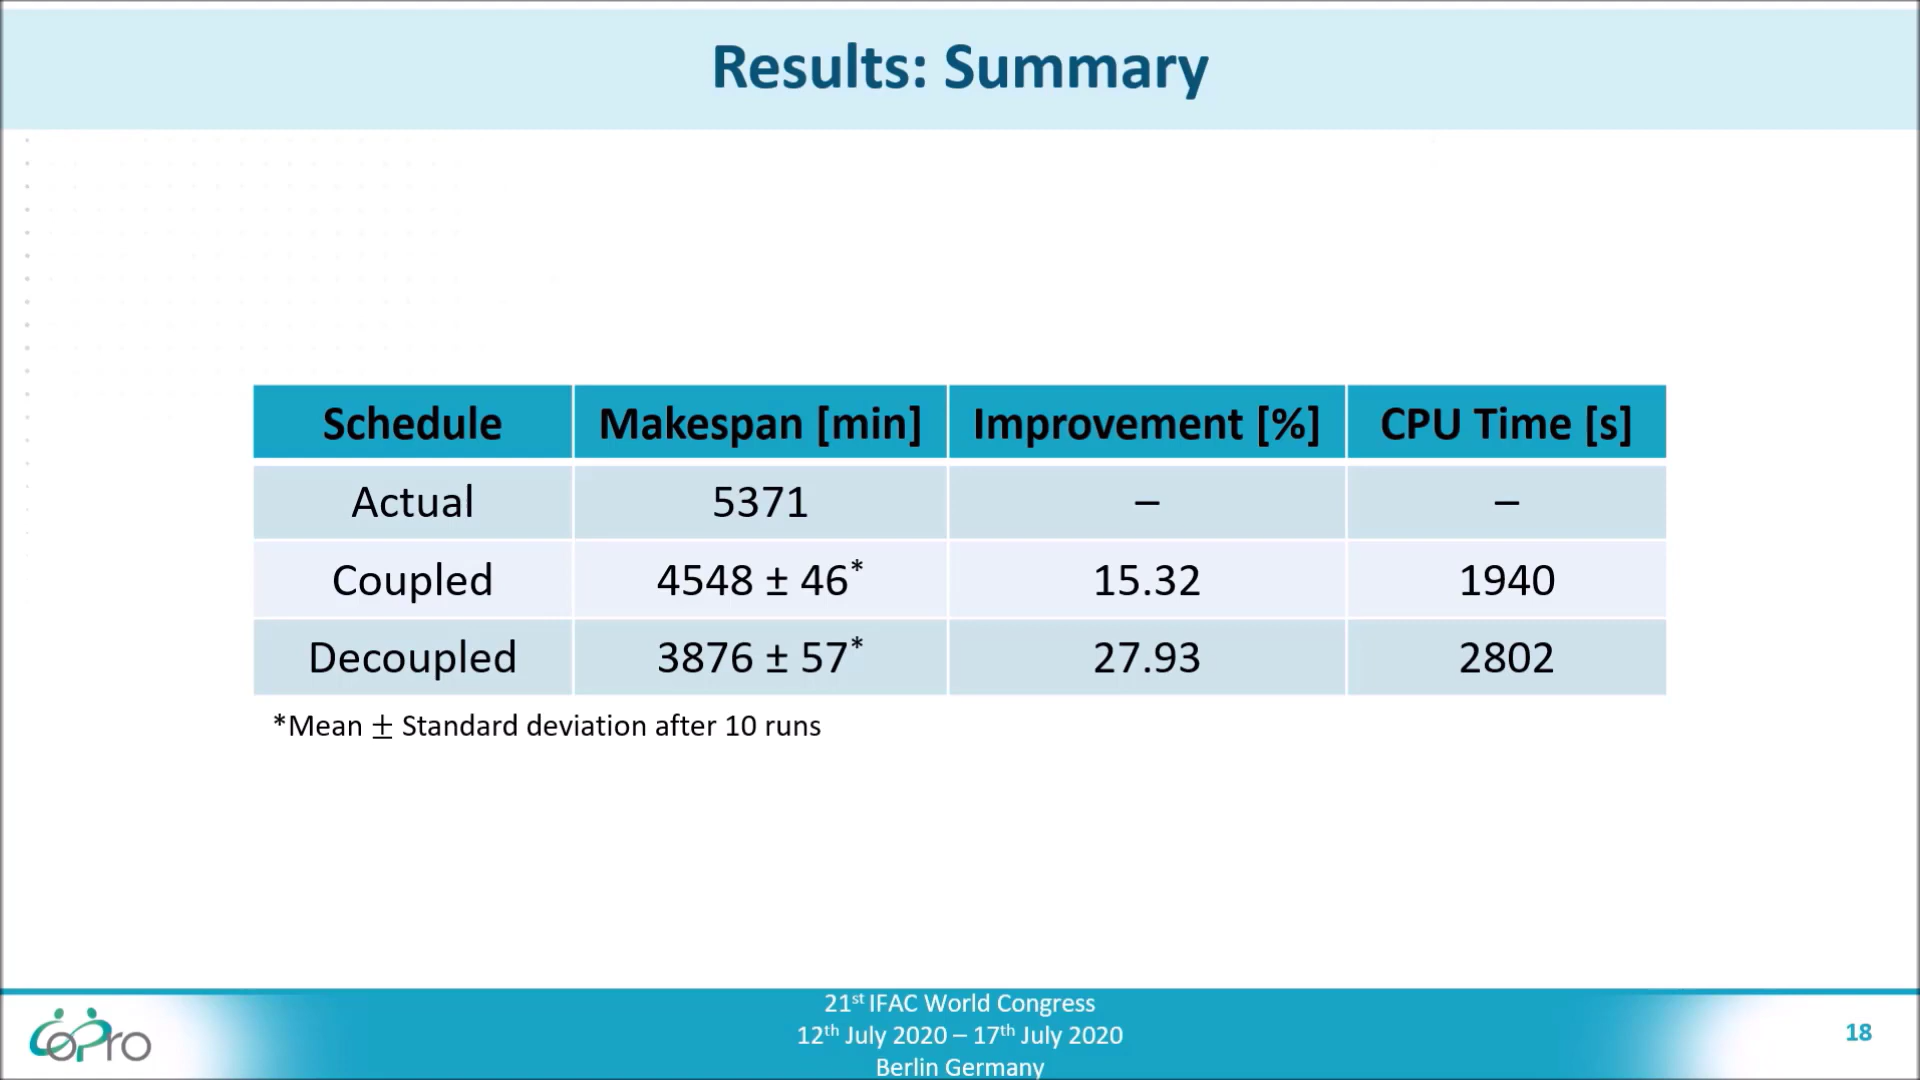 Results: Summary
Schedule Makespan [min] Improvement [%] CPU Time [s]
Actual 5371 – –
Coupled 4548 ± 46* 15.32 1940
Decoupled 3876 ± 57* 27.93 2802
*Mean ± Standard deviation after 10 runs
21st IFAC World Congress
12th July 2020 – 17th July 2020
Berlin Germany
CoPro
18